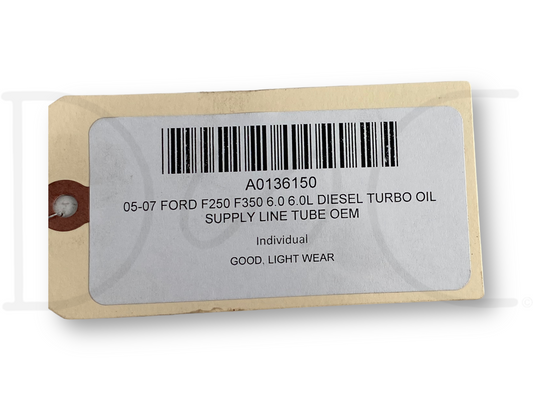 A0136150
05-07 FORD F250 F350 6.0 6.0L DIESEL TURBO OIL
SUPPLY LINE TUBE OEM
Individual
GOOD, LIGHT WEAR